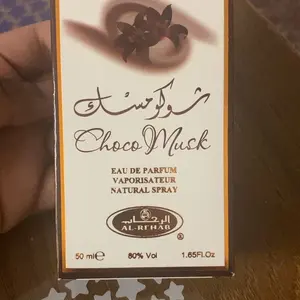 شوكو مسك
Choco Musk
EAU DE PARFUM
VAPORISATEUR
NATURAL SPRAY
الرحاب
AL-REHAB
®
50 ml e 80% Vol 1.65Fl.Oz